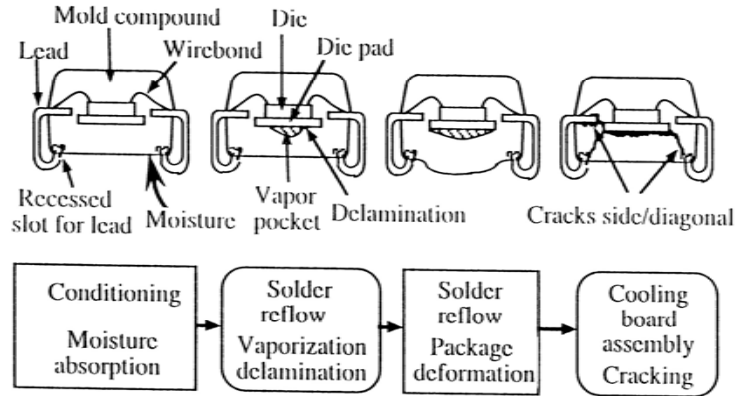 Mold compound
Die
Lead
Wirebond
Die pad
Recessed
slot for lead
Moisture
Vapor
pocket
Delamination
Cracks side/diagonal
Conditioning
Moisture
absorption
Solder
reflow
Vaporization
delamination
Solder
reflow
Package
deformation
Cooling
board
assembly
Cracking